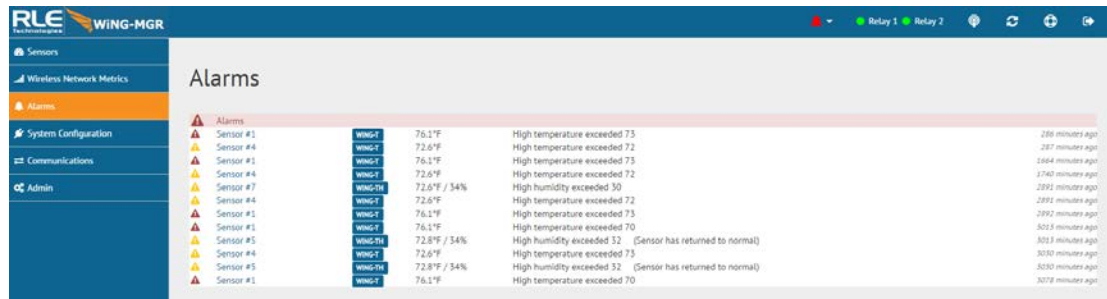 RLE Technologies WiNG-MGR
Relay 1 Relay 2
Sensors
Wireless Network Metrics
Alarms
System Configuration
Communications
Admin
Alarms
Alarms
Sensor #1 WING-T 76.1°F High temperature exceeded 73 286 minutes ago
Sensor #4 WING-T 72.6°F High temperature exceeded 72 287 minutes ago
Sensor #1 WING-T 76.1°F High temperature exceeded 73 1664 minutes ago
Sensor #4 WING-T 72.6°F High temperature exceeded 72 1740 minutes ago
Sensor #7 WING-TH 72.6°F / 34% High humidity exceeded 30 2891 minutes ago
Sensor #4 WING-T 72.6°F High temperature exceeded 72 2891 minutes ago
Sensor #1 WING-T 76.1°F High temperature exceeded 73 2892 minutes ago
Sensor #1 WING-T 76.1°F High temperature exceeded 70 3013 minutes ago
Sensor #5 WING-TH 72.8°F / 34% High humidity exceeded 32 (Sensor has returned to normal) 3013 minutes ago
Sensor #4 WING-T 72.6°F High temperature exceeded 73 3030 minutes ago
Sensor #5 WING-TH 72.8°F / 34% High humidity exceeded 32 (Sensor has returned to normal) 3030 minutes ago
Sensor #1 WING-T 76.1°F High temperature exceeded 70 3078 minutes ago